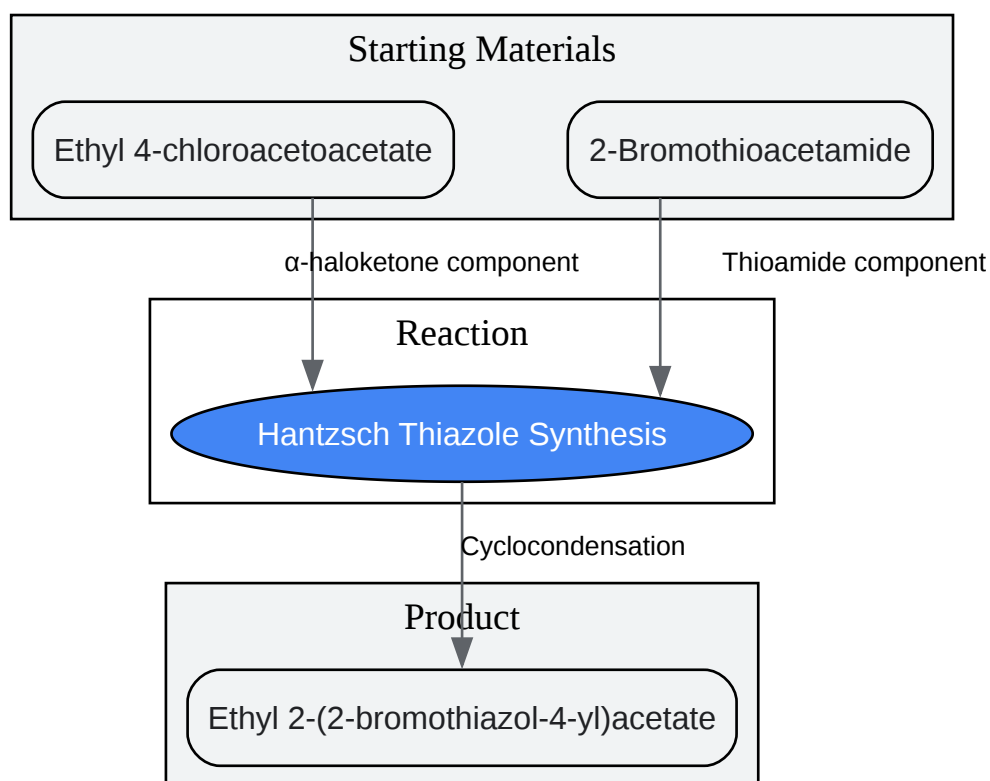 Starting Materials
Ethyl 4-chloroacetoacetate
2-Bromothioacetamide
α-haloketone component
Thioamide component
Reaction
Hantzsch Thiazole Synthesis
Cyclocondensation
Product
Ethyl 2-(2-bromothiazol-4-yl)acetate